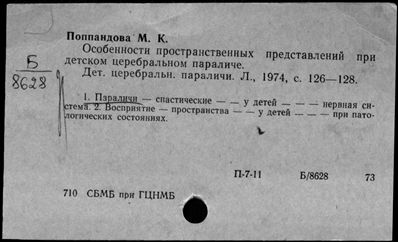 Поппандова М. К.
Особенности пространственных представлений при
детском церебральном параличе.
Дет. церебральн. параличи. Л., 1974, с. 126—128.
Б
8628
1. Параличи — спастические — — у детей — — — нервная си-
стема. 2. Восприятие — пространства — — у детей — — — при пато-
логических состояниях.
П-7-11 Б/8628 73
710 СБМБ при ГЦНМБ